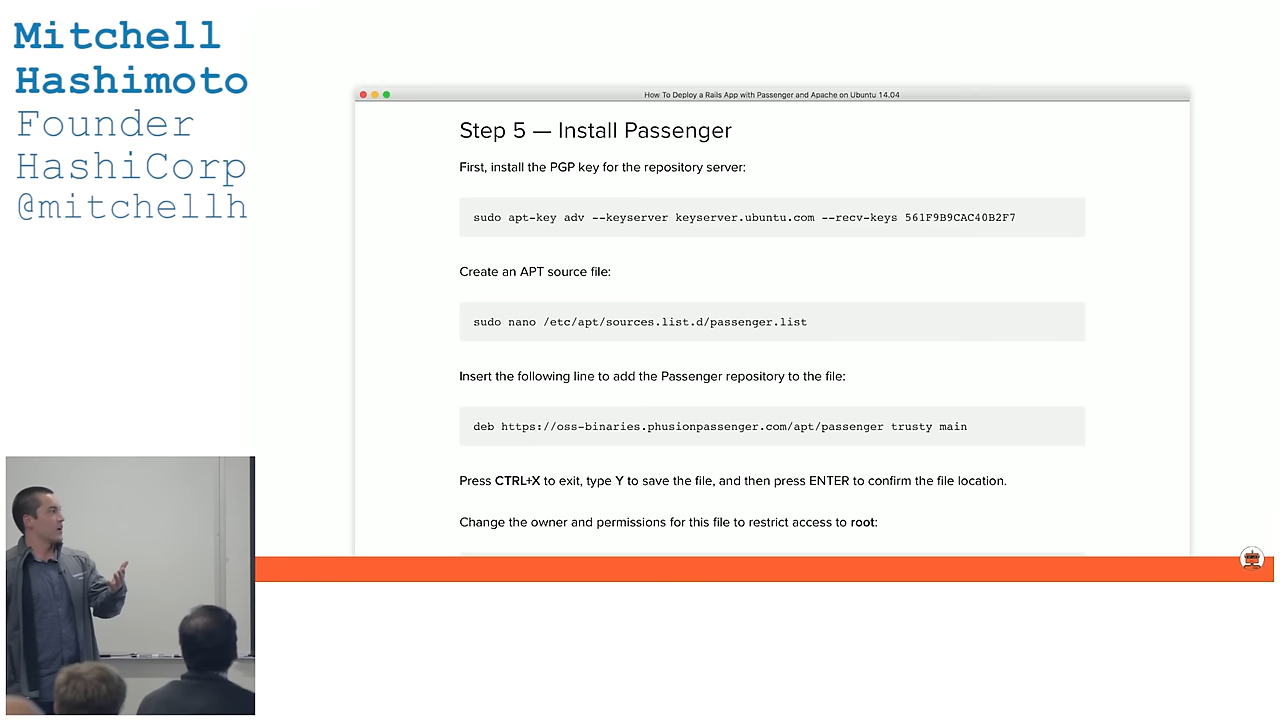 Mitchell
Hashimoto
Founder
HashiCorp
@mitchellh
How To Deploy a Rails App with Passenger and Apache on Ubuntu 14.04
Step 5 — Install Passenger
First, install the PGP key for the repository server:
sudo apt-key adv --keyserver keyserver.ubuntu.com --recv-keys 561F9B9CAC40B2F7
Create an APT source file:
sudo nano /etc/apt/sources.list.d/passenger.list
Insert the following line to add the Passenger repository to the file:
deb https://oss-binaries.phusionpassenger.com/apt/passenger trusty main
Press CTRL+X to exit, type Y to save the file, and then press ENTER to confirm the file location.
Change the owner and permissions for this file to restrict access to root: